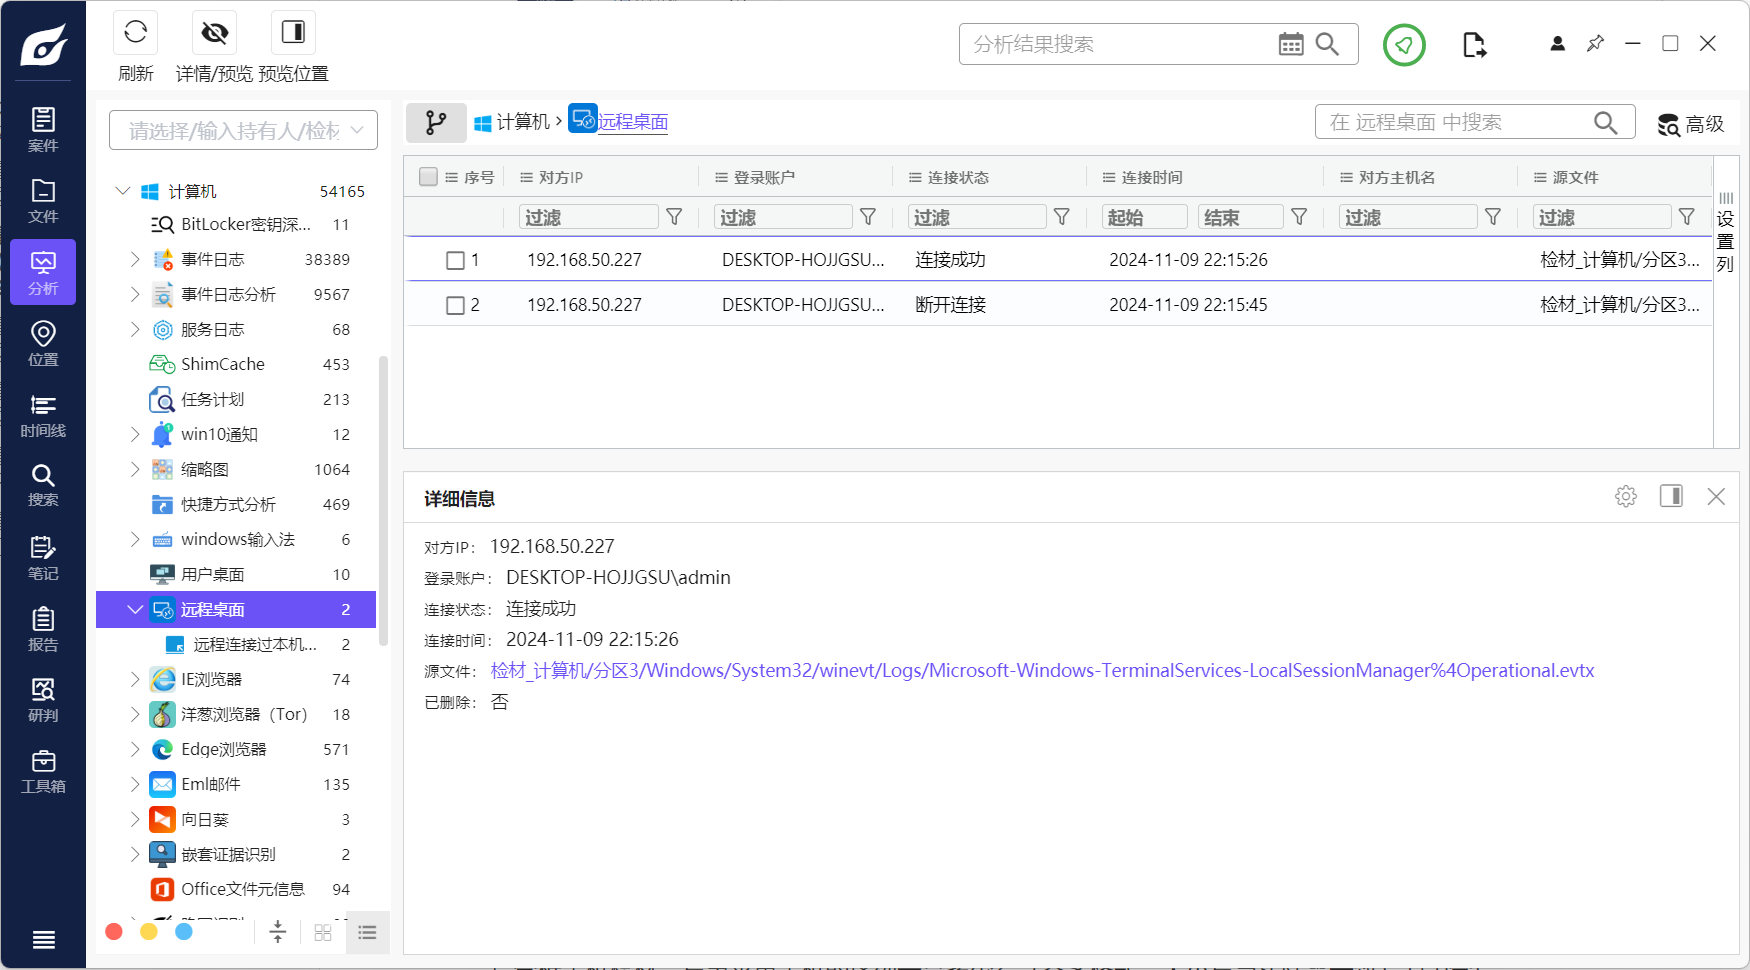 刷新
详情/预览
预览位置
分析结果搜索
案件
文件
分析
位置
时间线
搜索
笔记
报告
研判
工具箱
请选择/输入持有人/检材
计算机 54165
BitLocker密钥深... 11
事件日志 38389
事件日志分析 9567
服务日志 68
ShimCache 453
任务计划 213
win10通知 12
缩略图 1064
快捷方式分析 469
windows输入法 6
用户桌面 10
远程桌面 2
远程连接过本机... 2
IE浏览器 74
洋葱浏览器（Tor） 18
Edge浏览器 571
Eml邮件 135
向日葵 3
嵌套证据识别 2
Office文件元信息 94
计算机 > 远程桌面
在 远程桌面 中搜索
高级
序号 对方IP 登录账户 连接状态 连接时间 对方主机名 源文件
过滤 过滤 过滤 起始 结束 过滤 过滤
1 192.168.50.227 DESKTOP-HOJJGSU... 连接成功 2024-11-09 22:15:26 检材_计算机/分区3...
2 192.168.50.227 DESKTOP-HOJJGSU... 断开连接 2024-11-09 22:15:45 检材_计算机/分区3...
设置列
详细信息
对方IP： 192.168.50.227
登录账户： DESKTOP-HOJJGSU\admin
连接状态： 连接成功
连接时间： 2024-11-09 22:15:26
源文件： 检材_计算机/分区3/Windows/System32/winevt/Logs/Microsoft-Windows-TerminalServices-LocalSessionManager%4Operational.evtx
已删除： 否